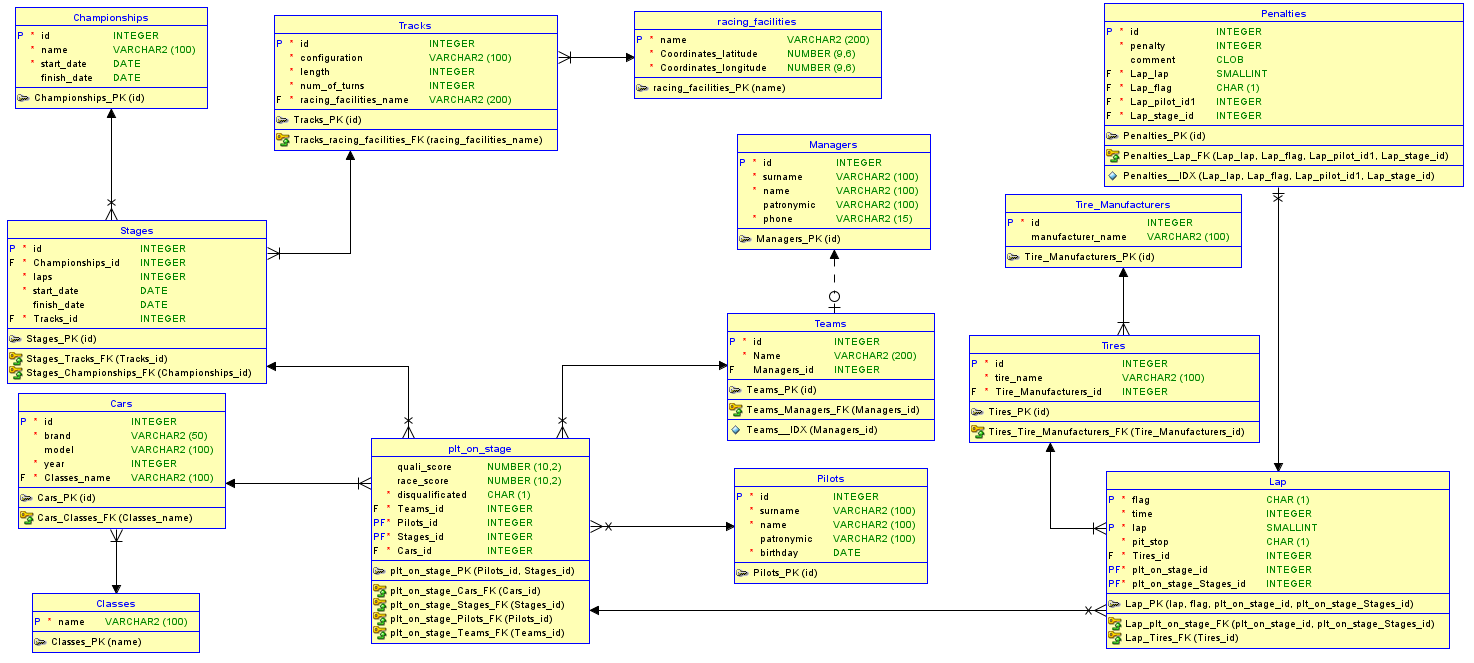 Championships
P * id INTEGER
* name VARCHAR2 (100)
* start_date DATE
finish_date DATE
Championships_PK (id)
Tracks
P * id INTEGER
* configuration VARCHAR2 (100)
* length INTEGER
* num_of_turns INTEGER
F * racing_facilities_name VARCHAR2 (200)
Tracks_PK (id)
Tracks_racing_facilities_FK (racing_facilities_name)
racing_facilities
P * name VARCHAR2 (200)
* Coordinates_latitude NUMBER (9,6)
* Coordinates_longitude NUMBER (9,6)
racing_facilities_PK (name)
Penalties
P * id INTEGER
* penalty INTEGER
comment CLOB
F * Lap_lap SMALLINT
F * Lap_flag CHAR (1)
F * Lap_pilot_id1 INTEGER
F * Lap_stage_id INTEGER
Penalties_PK (id)
Penalties_Lap_FK (Lap_lap, Lap_flag, Lap_pilot_id1, Lap_stage_id)
Penalties__IDX (Lap_lap, Lap_flag, Lap_pilot_id1, Lap_stage_id)
Managers
P * id INTEGER
* surname VARCHAR2 (100)
* name VARCHAR2 (100)
patronymic VARCHAR2 (100)
* phone VARCHAR2 (15)
Managers_PK (id)
Tire_Manufacturers
P * id INTEGER
manufacturer_name VARCHAR2 (100)
Tire_Manufacturers_PK (id)
Stages
P * id INTEGER
F * Championships_id INTEGER
* laps INTEGER
* start_date DATE
finish_date DATE
F * Tracks_id INTEGER
Stages_PK (id)
Stages_Tracks_FK (Tracks_id)
Stages_Championships_FK (Championships_id)
Teams
P * id INTEGER
* Name VARCHAR2 (200)
F Managers_id INTEGER
Teams_PK (id)
Teams_Managers_FK (Managers_id)
Teams__IDX (Managers_id)
Tires
P * id INTEGER
* tire_name VARCHAR2 (100)
F * Tire_Manufacturers_id INTEGER
Tires_PK (id)
Tires_Tire_Manufacturers_FK (Tire_Manufacturers_id)
Cars
P * id INTEGER
* brand VARCHAR2 (50)
model VARCHAR2 (100)
* year INTEGER
F * Classes_name VARCHAR2 (100)
Cars_PK (id)
Cars_Classes_FK (Classes_name)
plt_on_stage
quali_score NUMBER (10,2)
race_score NUMBER (10,2)
* disqualificated CHAR (1)
F * Teams_id INTEGER
PF* Pilots_id INTEGER
PF* Stages_id INTEGER
F * Cars_id INTEGER
plt_on_stage_PK (Pilots_id, Stages_id)
plt_on_stage_Cars_FK (Cars_id)
plt_on_stage_Stages_FK (Stages_id)
plt_on_stage_Pilots_FK (Pilots_id)
plt_on_stage_Teams_FK (Teams_id)
Pilots
P * id INTEGER
* surname VARCHAR2 (100)
* name VARCHAR2 (100)
patronymic VARCHAR2 (100)
* birthday DATE
Pilots_PK (id)
Lap
P * flag CHAR (1)
* time INTEGER
P * lap SMALLINT
* pit_stop CHAR (1)
F * Tires_id INTEGER
PF* plt_on_stage_id INTEGER
PF* plt_on_stage_Stages_id INTEGER
Lap_PK (lap, flag, plt_on_stage_id, plt_on_stage_Stages_id)
Lap_plt_on_stage_FK (plt_on_stage_id, plt_on_stage_Stages_id)
Lap_Tires_FK (Tires_id)
Classes
P * name VARCHAR2 (100)
Classes_PK (name)